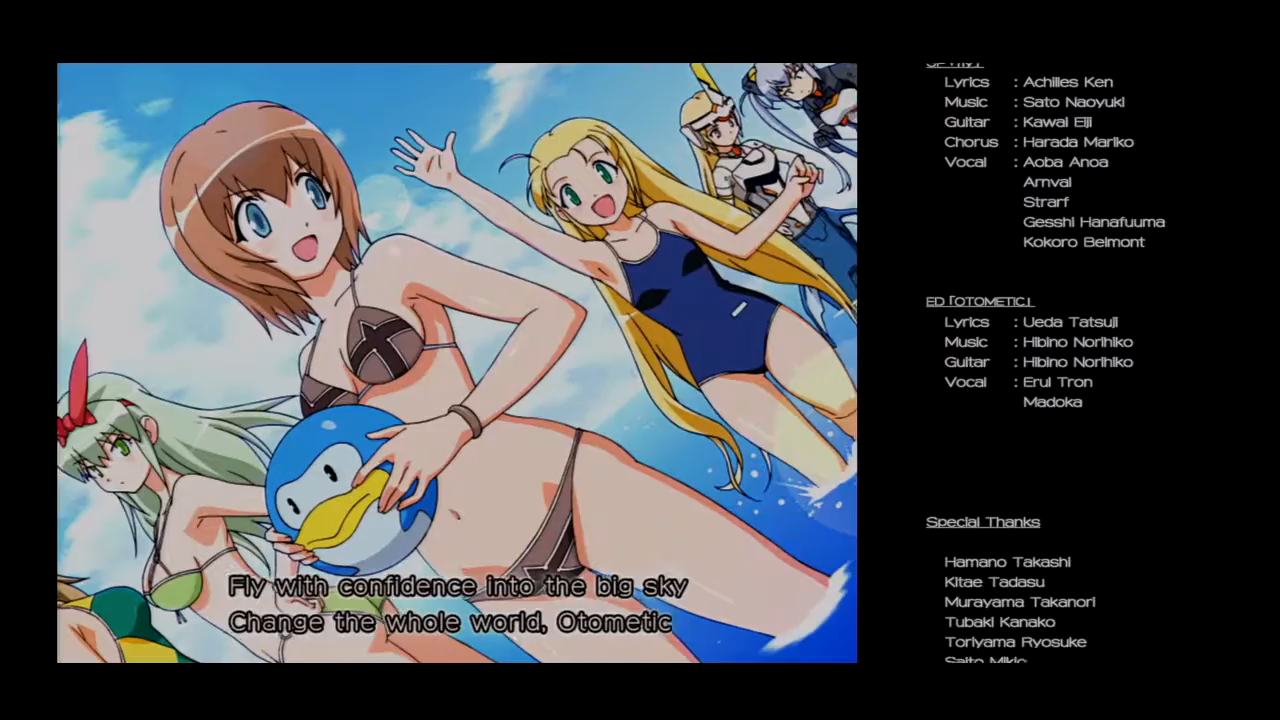 Lyrics : Achilles Ken
Music : Sato Naoyuki
Guitar : Kawai Eiji
Chorus : Harada Mariko
Vocal : Aoba Anoa
Arnval
Strarf
Gesshi Hanafuuma
Kokoro Belmont
ED「OTOMETIC」
Lyrics : Ueda Tatsuji
Music : Hibino Norihiko
Guitar : Hibino Norihiko
Vocal : Erul Tron
Madoka
Special Thanks
Hamano Takashi
Kitae Tadasu
Murayama Takanori
Tubaki Kanako
Toriyama Ryosuke
Saito Mikio
Fly with confidence into the big sky
Change the whole world, Otometic